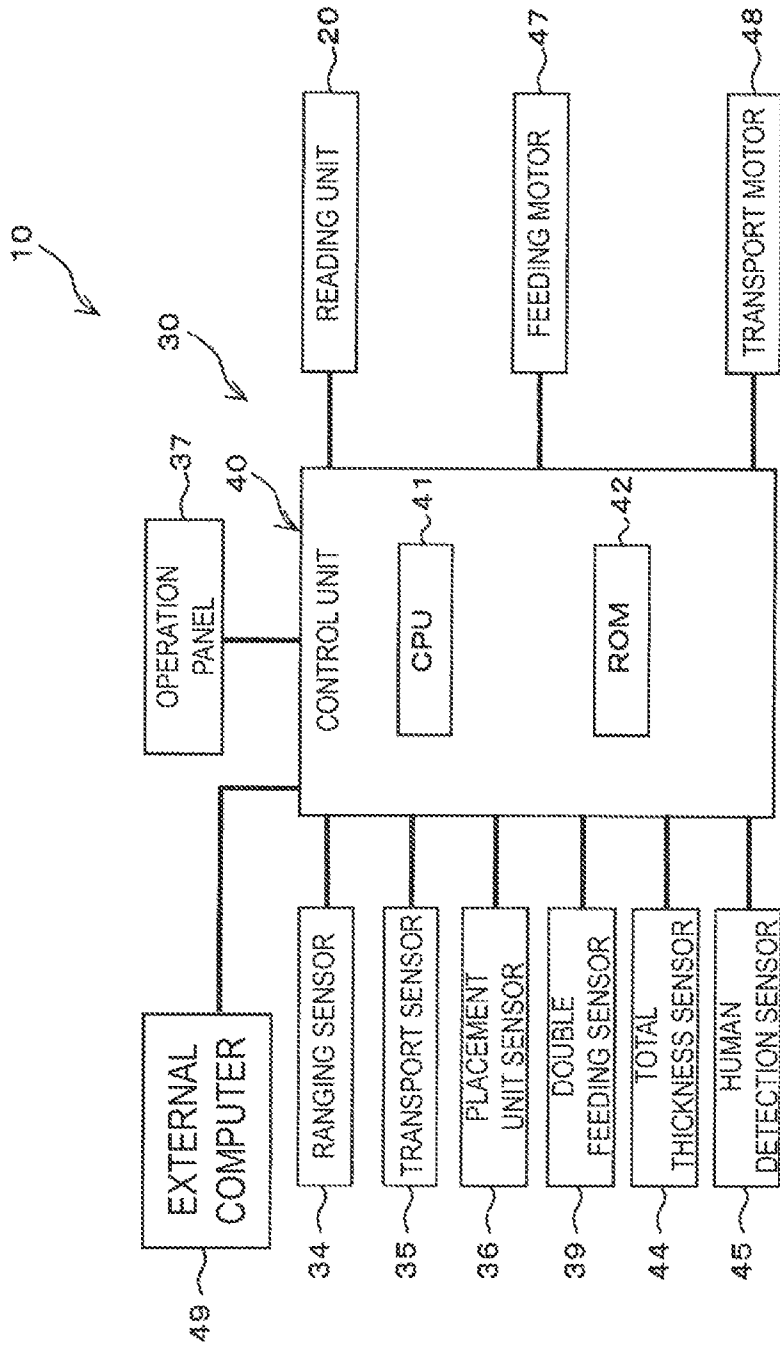 10
30
EXTERNAL
COMPUTER
49
OPERATION
PANEL
37
40
CONTROL UNIT
CPU
41
ROM
42
34
RANGING SENSOR
35
TRANSPORT SENSOR
36
PLACEMENT
UNIT SENSOR
39
DOUBLE
FEEDING SENSOR
44
TOTAL
THICKNESS SENSOR
45
HUMAN
DETECTION SENSOR
READING UNIT
20
FEEDING MOTOR
47
TRANSPORT MOTOR
48